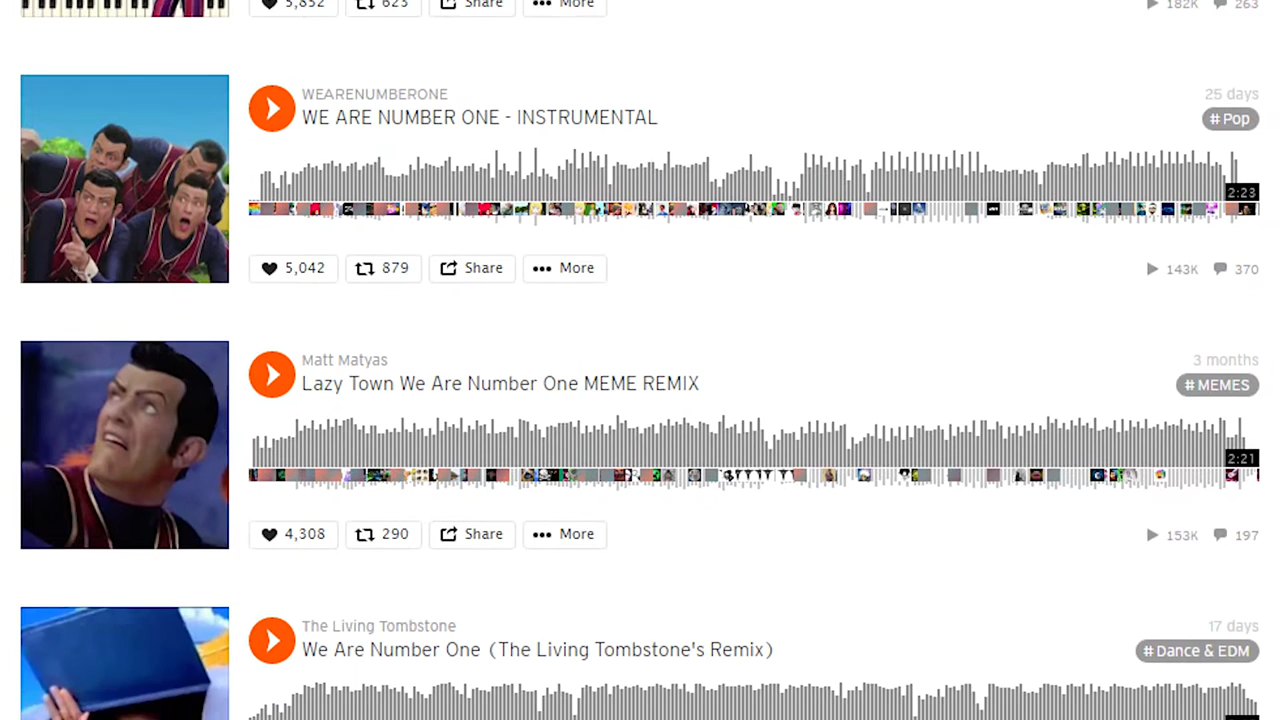 5,852 623 Share More 182K 263
WEARENUMBERONE 25 days
WE ARE NUMBER ONE - INSTRUMENTAL # Pop
2:23
5,042 879 Share More 143K 370
Matt Matyas 3 months
Lazy Town We Are Number One MEME REMIX # MEMES
2:21
4,308 290 Share More 153K 197
The Living Tombstone 17 days
We Are Number One (The Living Tombstone's Remix) # Dance & EDM